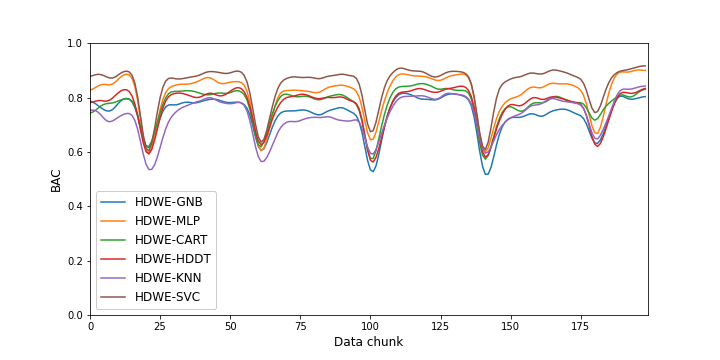 1.0
0.8
0.6
0.4
0.2
0.0
BAC
HDWE-GNB
HDWE-MLP
HDWE-CART
HDWE-HDDT
HDWE-KNN
HDWE-SVC
0 25 50 75 100 125 150 175
Data chunk